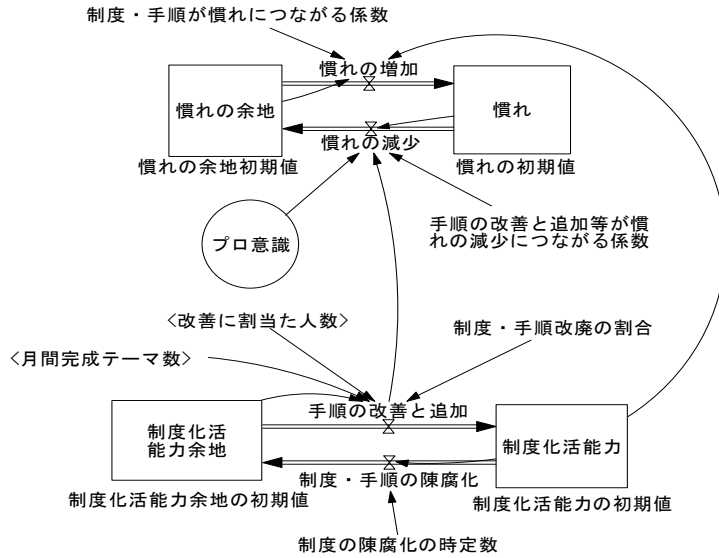 制度・手順が慣れにつながる係数
慣れの増加
慣れの余地
慣れ
慣れの減少
慣れの余地初期値
慣れの初期値
プロ意識
手順の改善と追加等が慣
れの減少につながる係数
<改善に割当た人数>
制度・手順改廃の割合
<月間完成テーマ数>
手順の改善と追加
制度化活
能力余地
制度化活能力
制度・手順の陳腐化
制度化活能力余地の初期値
制度化活能力の初期値
制度の陳腐化の時定数